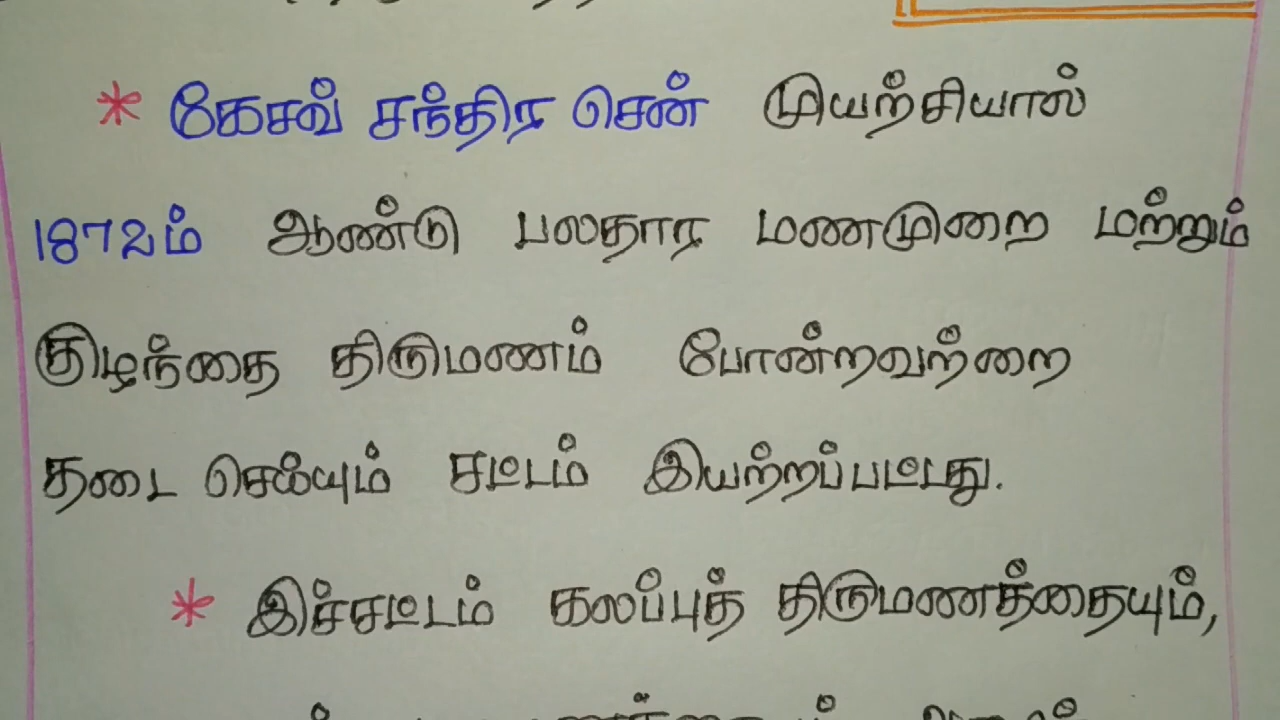 * கேசவ் சந்திர சென் முயற்சியால்
1872ம் ஆண்டு பலதார மணமுறை மற்றும்
குழந்தை திருமணம் போன்றவற்றை
தடை செய்யும் சட்டம் இயற்றப்பட்டது.
* இச்சட்டம் கலப்புத் திருமணத்தையும்,